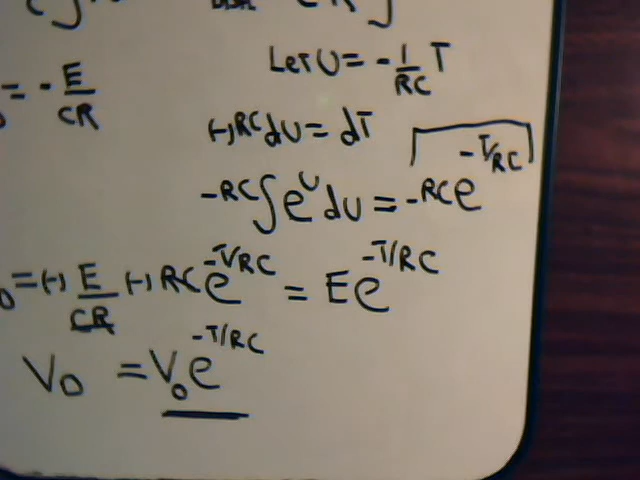 Let U = - 1/RC T
= - E/CR
(-)RC dU = dT
-RC ∫ e^U dU = -RC e^-T/RC
= (-) E/CR (-) RC e^-T/RC = E e^-T/RC
V0 = V₀ e^-T/RC